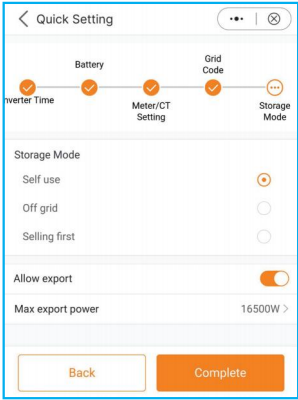 Quick Setting
Battery
Grid
Code
nverter Time
Meter/CT
Setting
Storage
Mode
Storage Mode
Self use
Off grid
Selling first
Allow export
Max export power 16500W >
Back
Complete